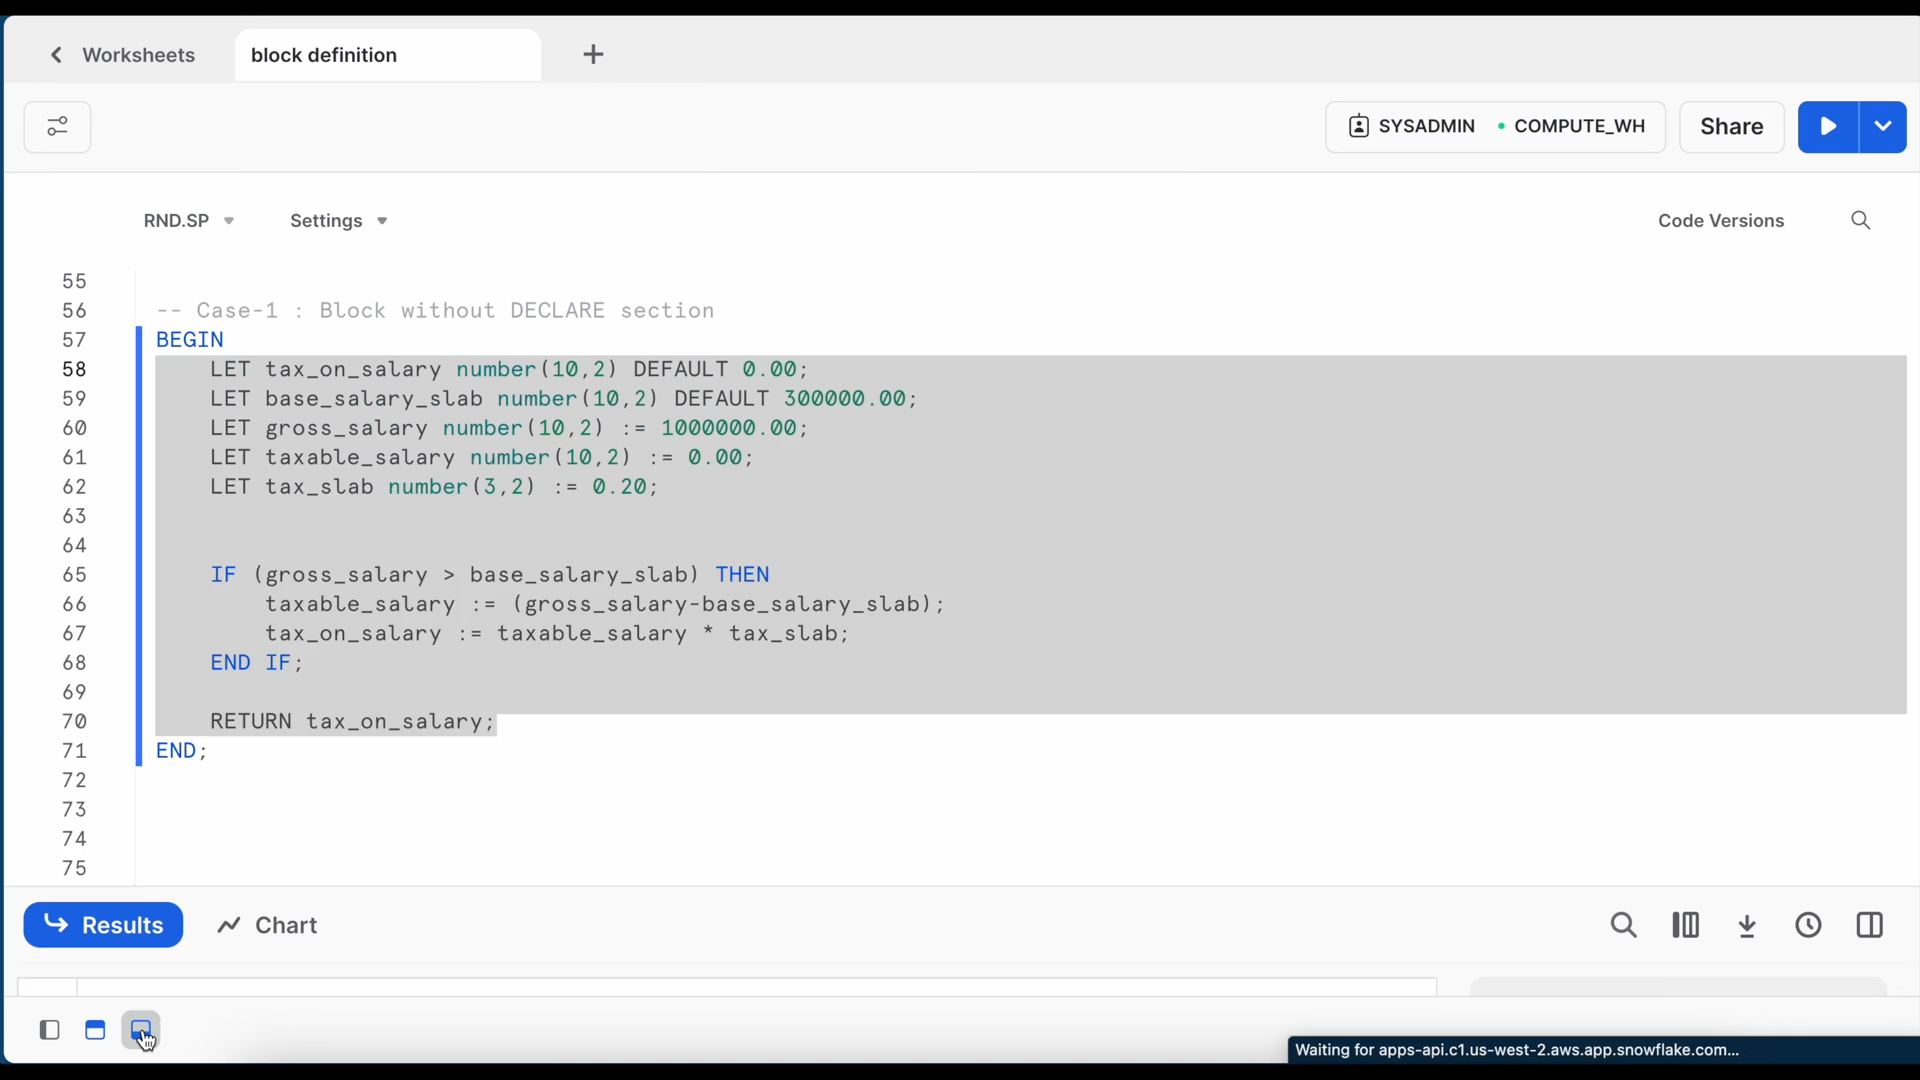 Worksheets
block definition
SYSADMIN
COMPUTE_WH
Share
RND.SP
Settings
Code Versions
55
56 -- Case-1 : Block without DECLARE section
57 BEGIN
58 LET tax_on_salary number(10,2) DEFAULT 0.00;
59 LET base_salary_slab number(10,2) DEFAULT 300000.00;
60 LET gross_salary number(10,2) := 1000000.00;
61 LET taxable_salary number(10,2) := 0.00;
62 LET tax_slab number(3,2) := 0.20;
63
64
65 IF (gross_salary > base_salary_slab) THEN
66 taxable_salary := (gross_salary-base_salary_slab);
67 tax_on_salary := taxable_salary * tax_slab;
68 END IF;
69
70 RETURN tax_on_salary;
71 END;
72
73
74
75
Results
Chart
Waiting for apps-api.c1.us-west-2.aws.app.snowflake.com...